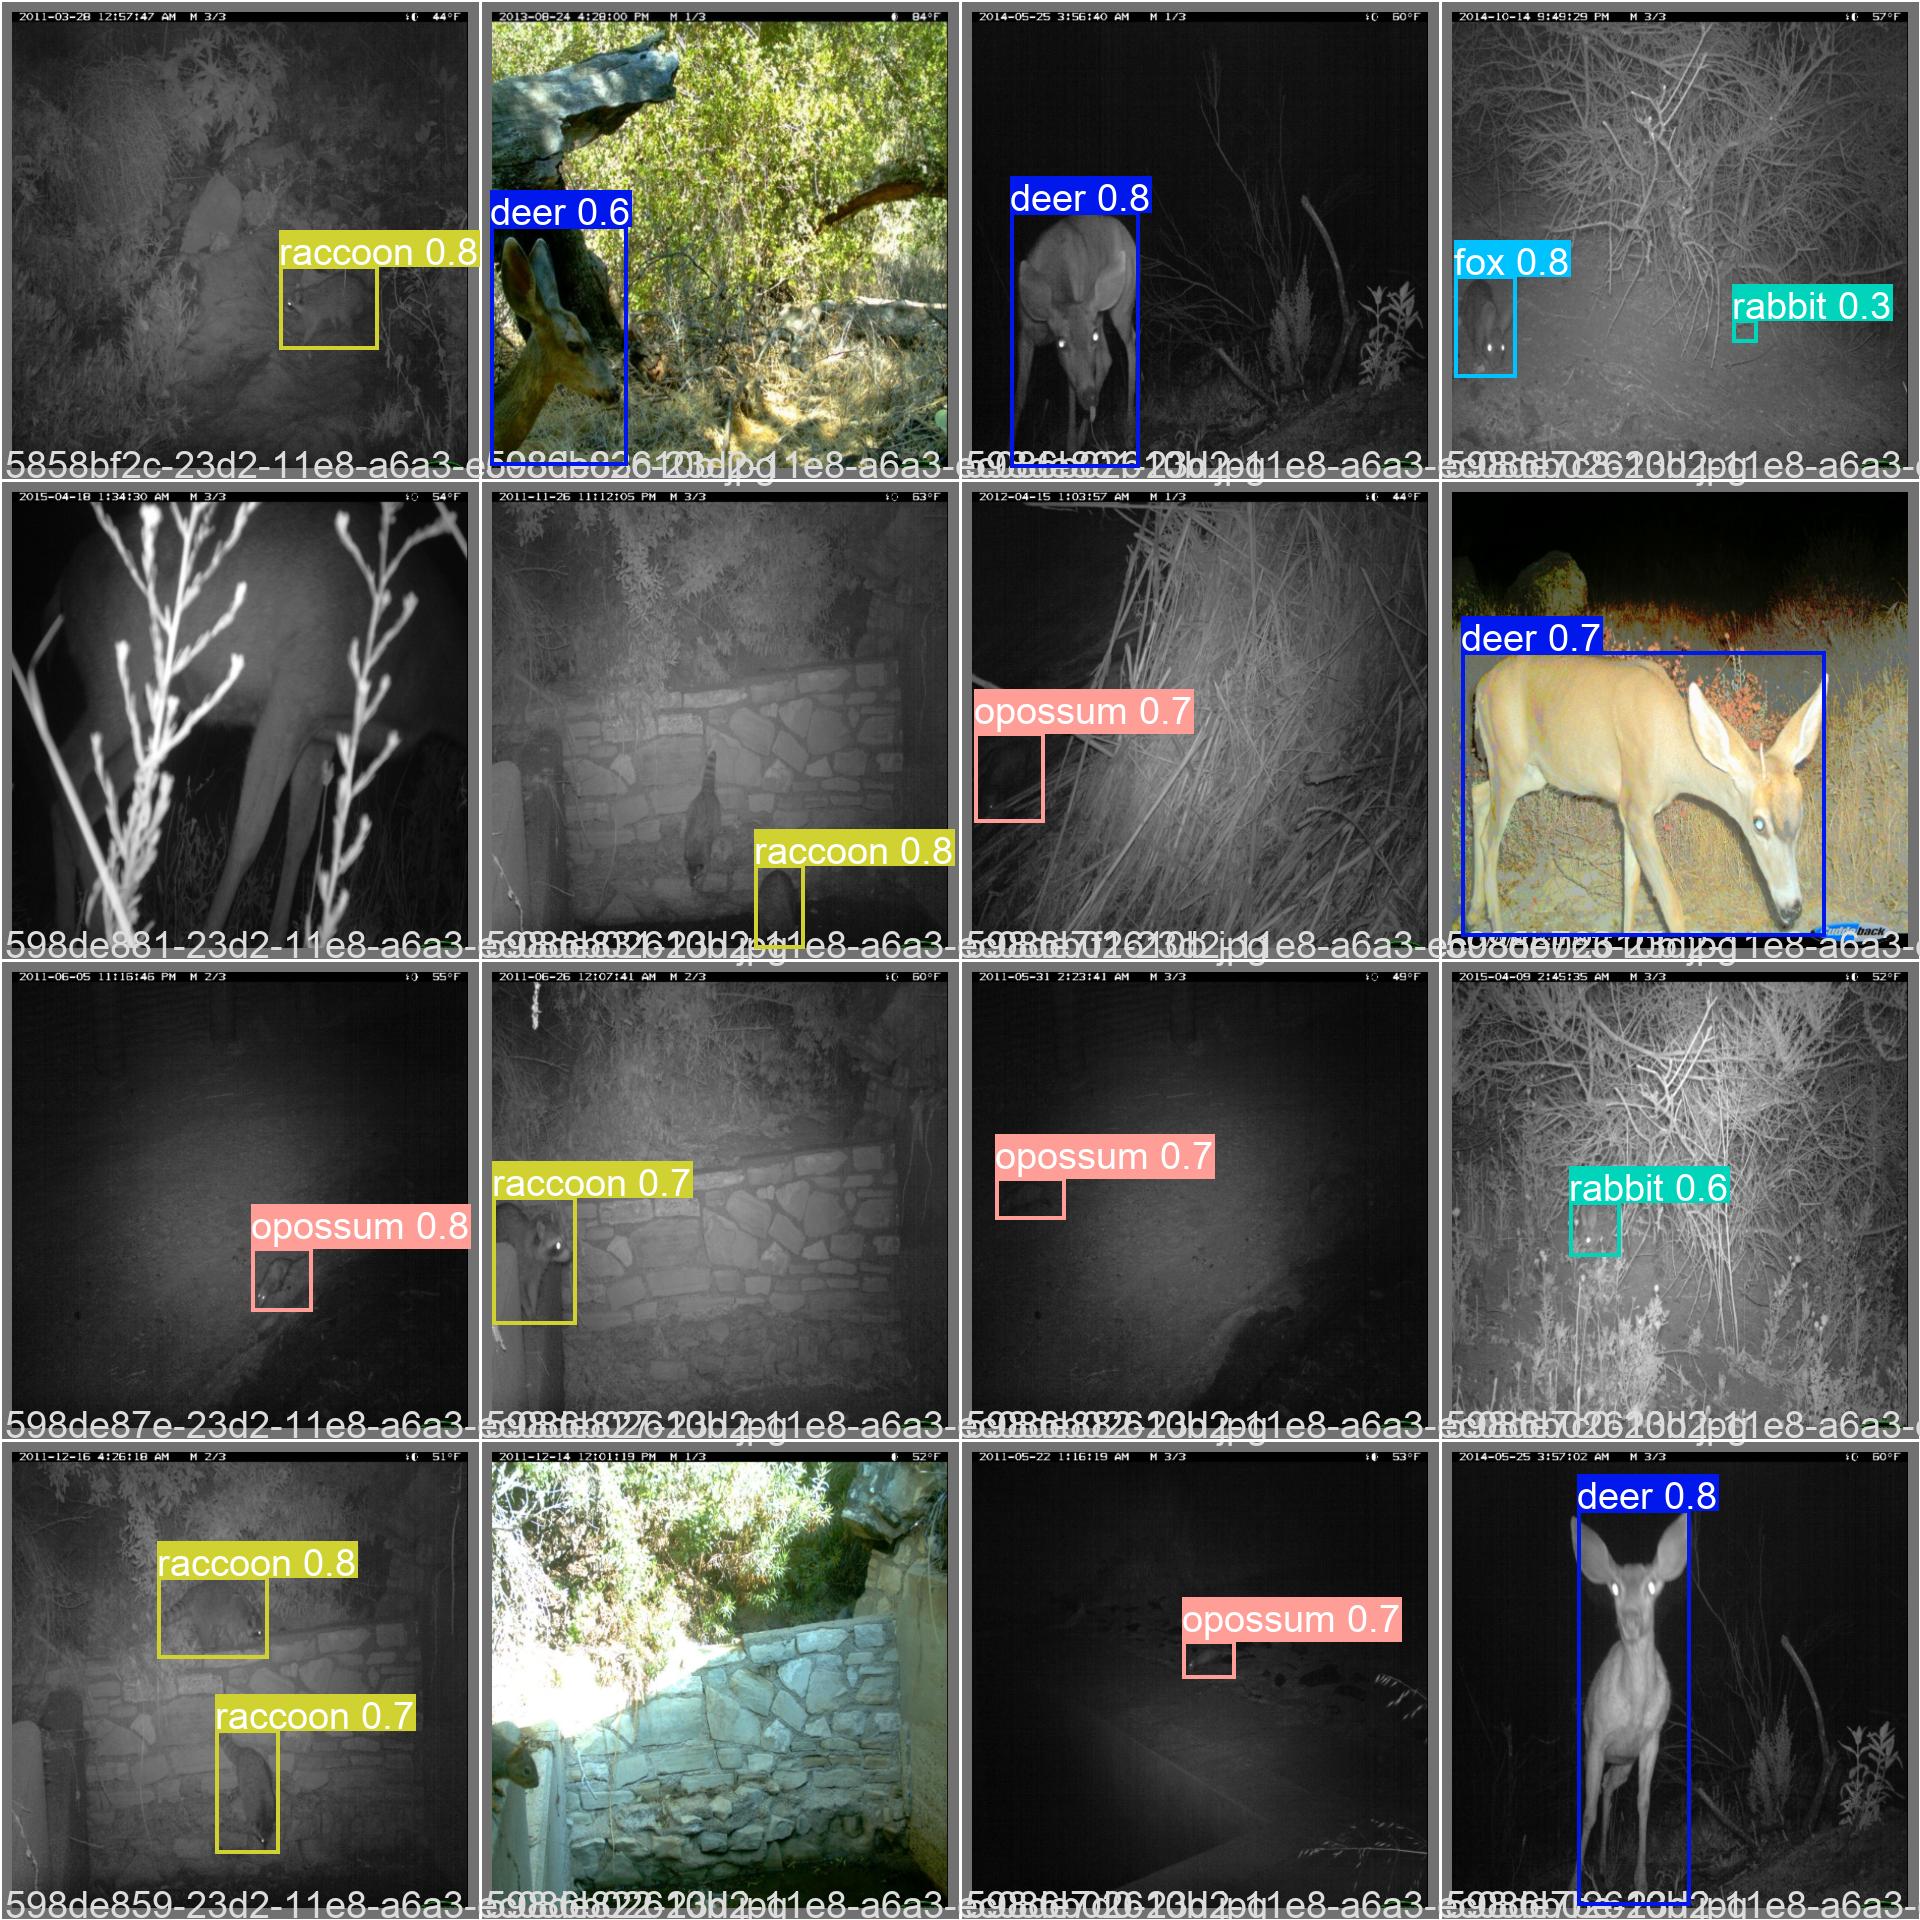 2011-03-28 12:57:47 AM M 3/3 44°F
2013-08-24 4:28:00 PM M 1/3 84°F
2014-05-25 3:56:40 AM M 1/3 60°F
2014-10-14 9:49:29 PM M 3/3 57°F
deer 0.8
deer 0.6
raccoon 0.8
fox 0.8
rabbit 0.3
5858bf2c-23d2-11e8-a6a3-
2015-04-18 1:34:30 AM M 3/3 54°F
2011-11-26 11:12:05 PM M 3/3 63°F
2012-04-15 1:03:57 AM M 1/3 44°F
deer 0.7
opossum 0.7
raccoon 0.8
598de881-23d2-11e8-a6a3-
2011-06-05 11:16:46 PM M 2/3 55°F
2011-06-26 12:07:41 AM M 2/3 60°F
2011-05-31 2:23:41 AM M 3/3 49°F
2015-04-09 2:45:35 AM M 3/3 52°F
opossum 0.7
raccoon 0.7
rabbit 0.6
opossum 0.8
598de87e-23d2-11e8-a6a3-
2011-12-16 4:26:18 AM M 2/3 51°F
2011-12-14 12:01:19 PM M 1/3 52°F
2011-05-22 1:16:19 AM M 3/3 53°F
2014-05-25 3:57:02 AM M 3/3 60°F
deer 0.8
raccoon 0.8
opossum 0.7
raccoon 0.7
598de859-23d2-11e8-a6a3-